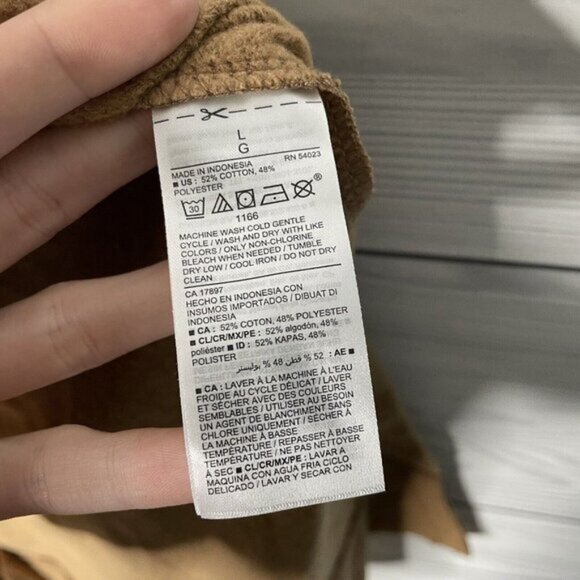 L
G
MADE IN INDONESIA RN 54023
■ US : 52% COTTON, 48%
POLYESTER
30
1166
MACHINE WASH COLD GENTLE
CYCLE / WASH AND DRY WITH LIKE
COLORS / ONLY NON-CHLORINE
BLEACH WHEN NEEDED / TUMBLE
DRY LOW / COOL IRON / DO NOT DRY
CLEAN
CA 17897
HECHO EN INDONESIA CON
INSUMOS IMPORTADOS / DIBUAT DI
INDONESIA
■ CA : 52% COTON, 48% POLYESTER
■ CL/CR/MX/PE : 52% algodón, 48%
poliéster ■ ID : 52% KAPAS, 48%
POLISTER
■ AE : 52 % قطن 48 % بوليستر
■ CA : LAVER À LA MACHINE À L'EAU
FROIDE AU CYCLE DÉLICAT / LAVER
ET SÉCHER AVEC DES COULEURS
SEMBLABLES / UTILISER AU BESOIN
UN AGENT DE BLANCHIMENT SANS
CHLORE UNIQUEMENT / SÉCHER À
LA MACHINE À BASSE
TEMPÉRATURE / REPASSER À BASSE
TEMPÉRATURE / NE PAS NETTOYER
À SEC ■ CL/CR/MX/PE : LAVAR A
MAQUINA CON AGUA FRIA CICLO
DELICADO / LAVAR Y SECAR CON